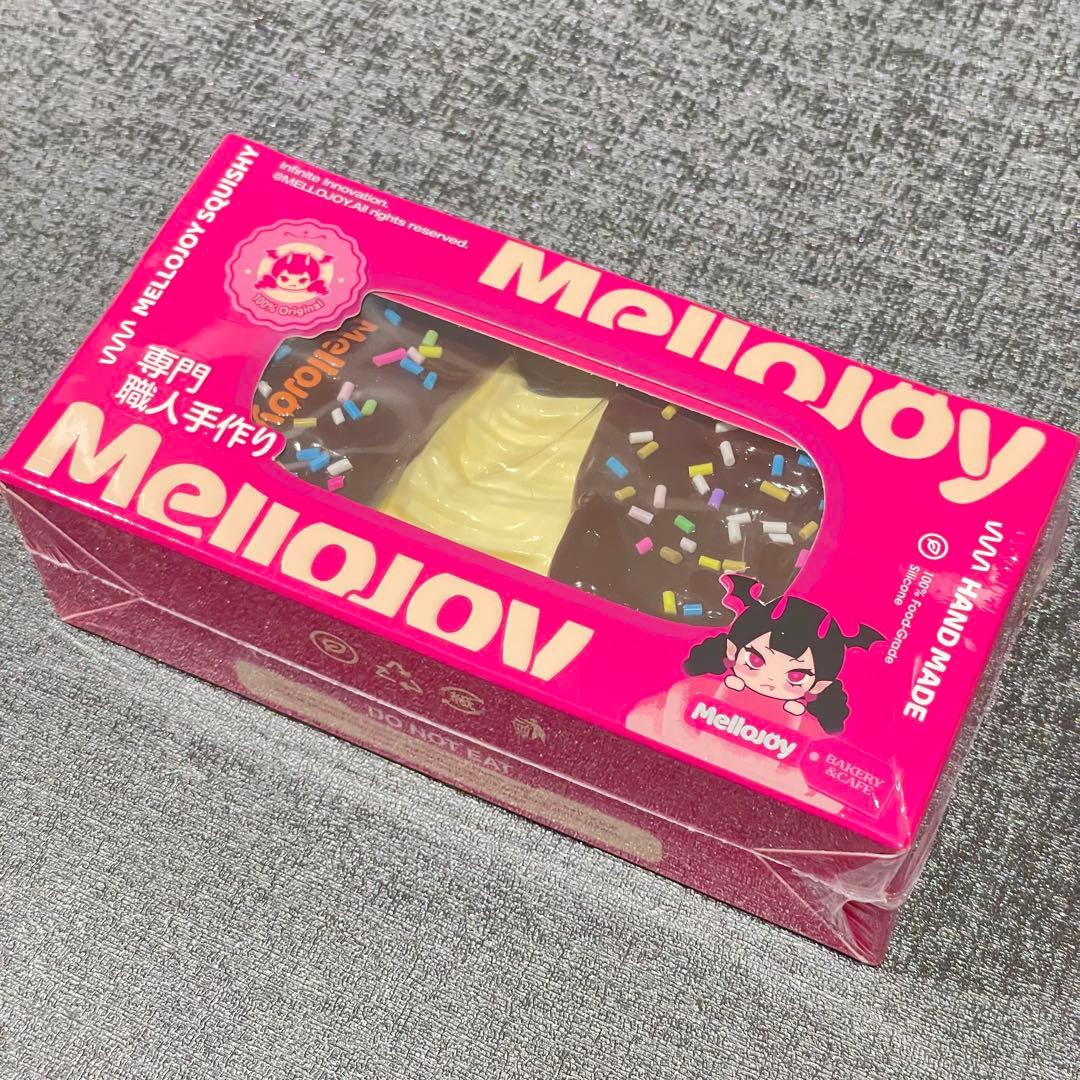 MELLOJOY SQUISHY
Infinite Innovation.
@MELLOJOY.All rights reserved.
100% Original
専門
職人手作り
Mellojoy
Mellojoy
Mellojoy
HAND MADE
100% Food-Grade
Silicone
Mellojoy
BAKERY
&CAFE
DO NOT EAT